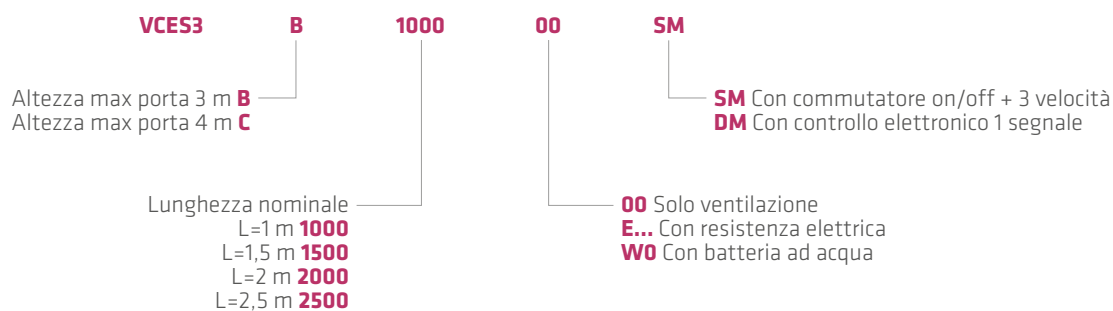 VCES3 B 1000 00 SM
Altezza max porta 3 m B
Altezza max porta 4 m C
SM Con commutatore on/off + 3 velocità
DM Con controllo elettronico 1 segnale
Lunghezza nominale
L=1 m 1000
L=1,5 m 1500
L=2 m 2000
L=2,5 m 2500
00 Solo ventilazione
E... Con resistenza elettrica
W0 Con batteria ad acqua